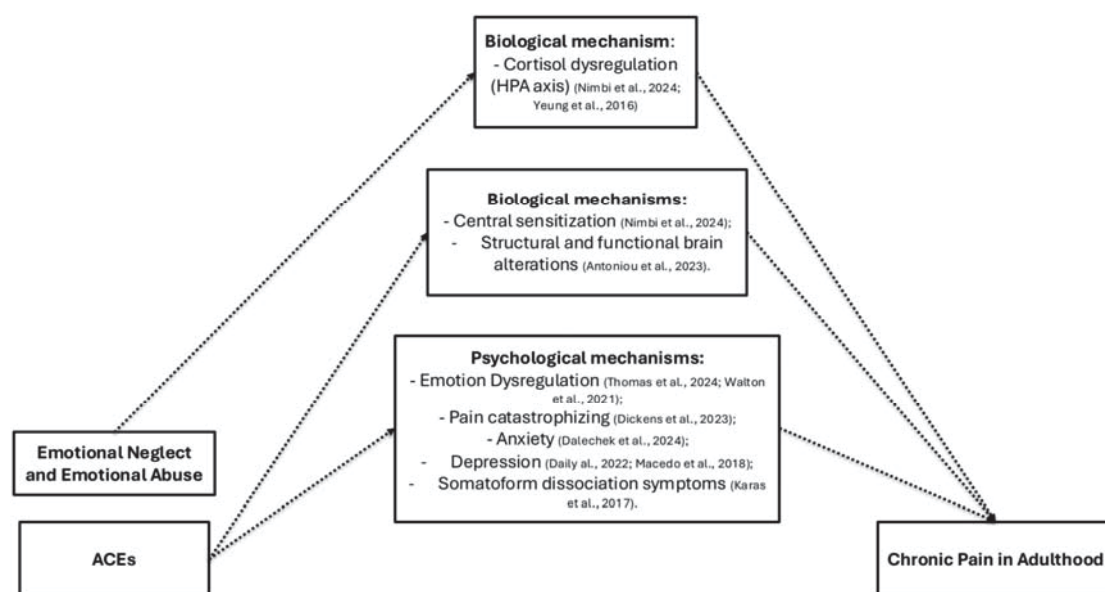 Biological mechanism:
- Cortisol dysregulation
(HPA axis) (Nimbi et al., 2024;
Yeung et al., 2016)
Biological mechanisms:
- Central sensitization (Nimbi et al., 2024);
- Structural and functional brain
alterations (Antoniou et al., 2023).
Psychological mechanisms:
- Emotion Dysregulation (Thomas et al., 2024; Walton
et al., 2021);
- Pain catastrophizing (Dickens et al., 2023);
- Anxiety (Dalechek et al., 2024);
- Depression (Daily al., 2022; Macedo et al., 2018);
- Somatoform dissociation symptoms (Karas
et al., 2017).
Emotional Neglect
and Emotional Abuse
ACEs
Chronic Pain in Adulthood